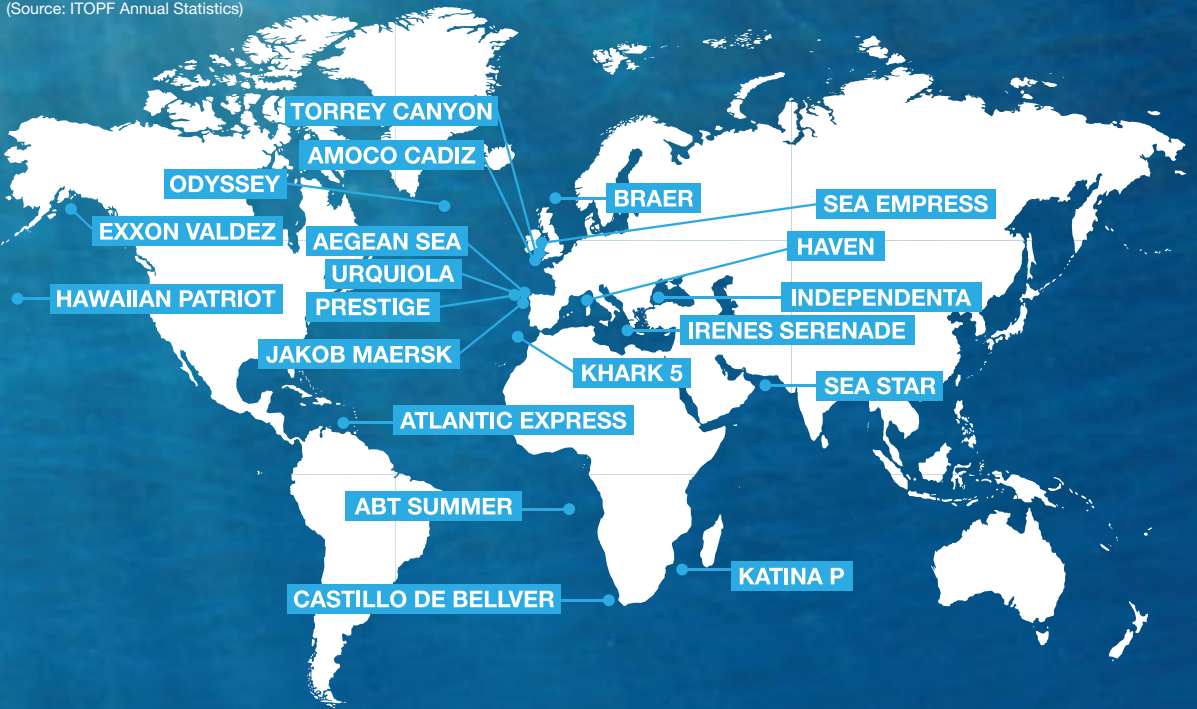 (Source: ITOPF Annual Statistics)
TORREY CANYON
AMOCO CADIZ
ODYSSEY
BRAER
SEA EMPRESS
EXXON VALDEZ
AEGEAN SEA
HAVEN
URQUIOLA
HAWAIIAN PATRIOT
PRESTIGE
INDEPENDENTA
IRENES SERENADE
JAKOB MAERSK
KHARK 5
SEA STAR
ATLANTIC EXPRESS
ABT SUMMER
KATINA P
CASTILLO DE BELLVER